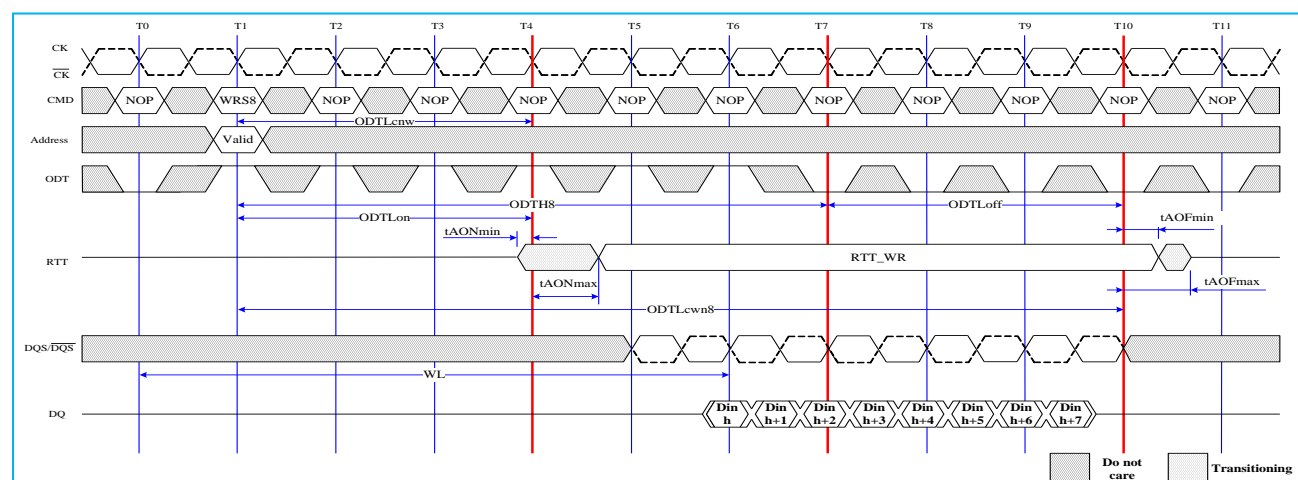 T0 T1 T2 T3 T4 T5 T6 T7 T8 T9 T10 T11
CK
CK
CMD NOP WRS8 NOP NOP NOP NOP NOP NOP NOP NOP NOP NOP
ODTLcnw
Address Valid
ODT
ODTH8 ODTLoff
ODTLon
tAONmin tAOFmin
RTT RTT_WR
tAONmax tAOFmax
ODTLcwn8
DQS/DQS
WL
DQ Din h Din h+1 Din h+2 Din h+3 Din h+4 Din h+5 Din h+6 Din h+7
Do not care Transitioning